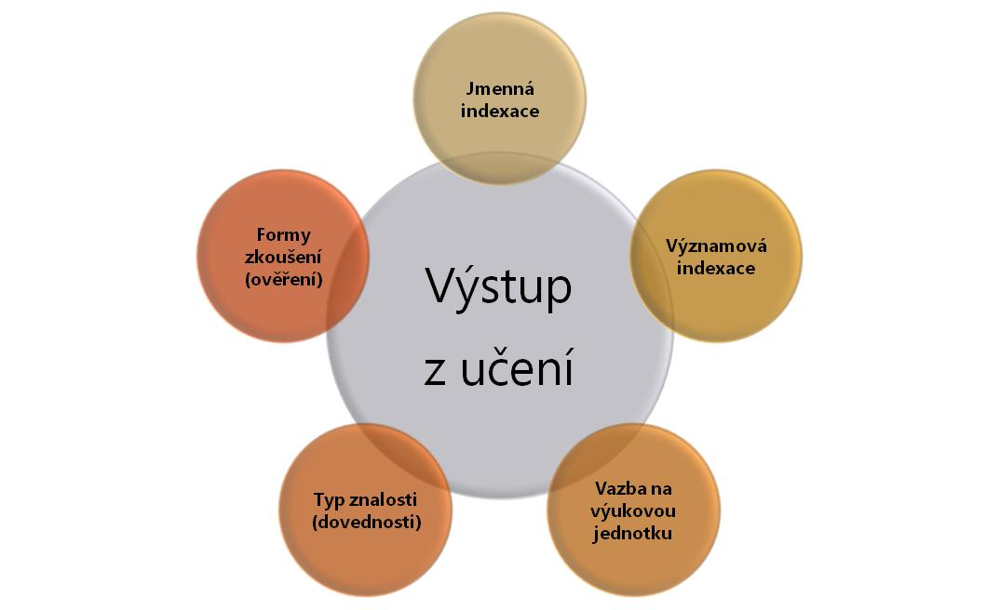 Jmenná
indexace
Formy
zkoušení
(ověření)
Významová
indexace
Výstup
z učení
Typ znalosti
(dovednosti)
Vazba na
výukovou
jednotku